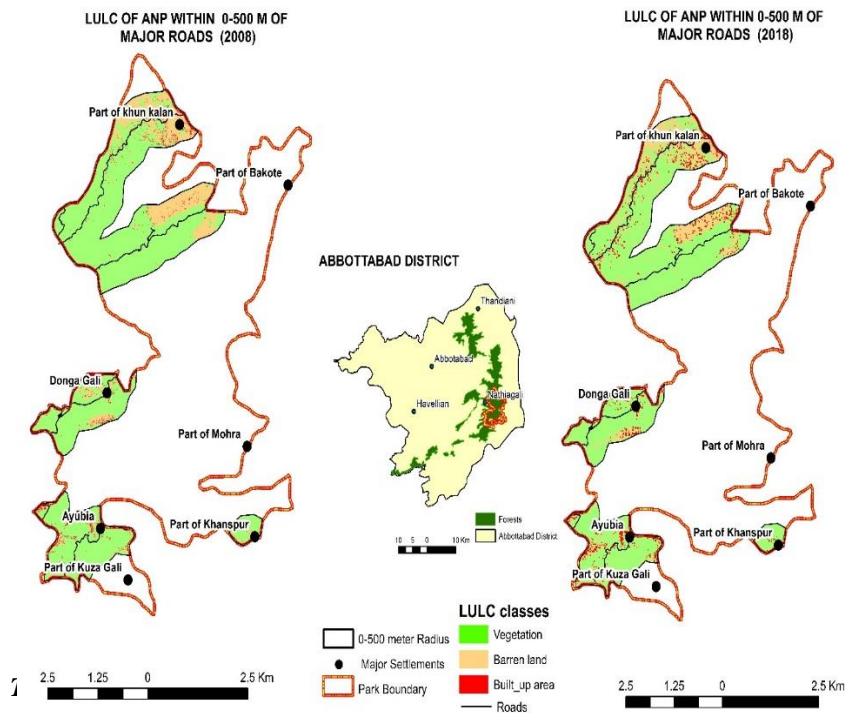 LULC OF ANP WITHIN 0-500 M OF
MAJOR ROADS (2008)
Part of khun kalan
Part of Bakote
Donga Gali
Part of Mohra
Ayubia
Part of Khanspur
Part of Kuza Gali
2.5 1.25 0 2.5 Km
ABBOTTABAD DISTRICT
Thandiani
Abbotabad
Nathiagali
Havellian
Forests
Abbottabad District
10 5 0 10 Km
LULC OF ANP WITHIN 0-500 M OF
MAJOR ROADS (2018)
Part of khun kalan
Part of Bakote
Donga Gali
Part of Mohra
Ayubia
Part of Khanspur
Part of Kuza Gali
0-500 meter Radius
Major Settlements
Park Boundary
LULC classes
Vegetation
Barren land
Built_up area
Roads
2.5 1.25 0 2.5 Km